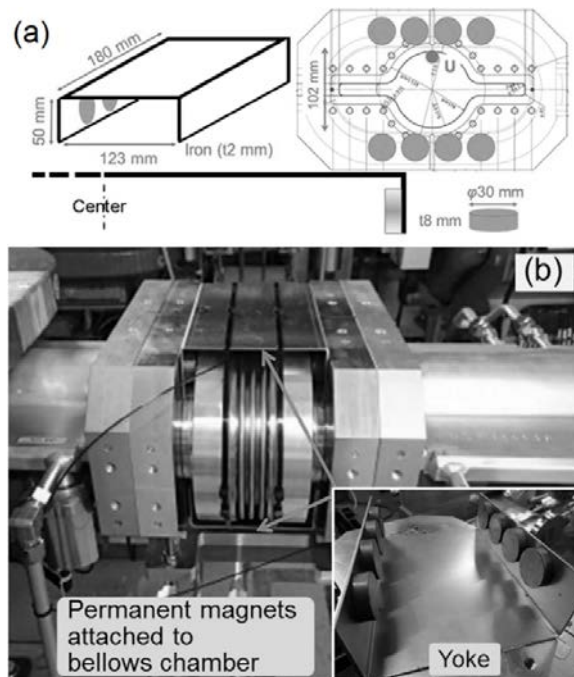 (a)
180 mm
50 mm
123 mm
Iron (t2 mm)
102 mm
U
Center
φ30 mm
t8 mm
(b)
Permanent magnets
attached to
bellows chamber
Yoke